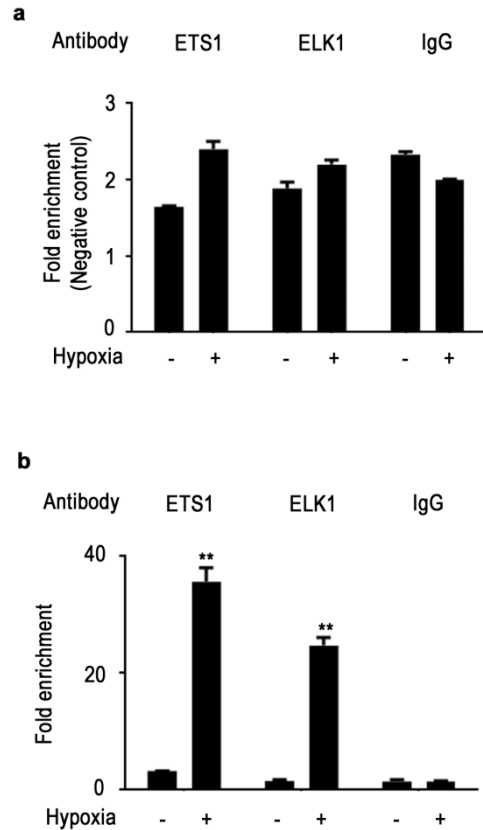 a
Antibody ETS1 ELK1 IgG
Fold enrichment
(Negative control)
3
2
1
0
Hypoxia - + - + - +
b
Antibody ETS1 ELK1 IgG
Fold enrichment
40
20
0
** **
Hypoxia - + - + - +